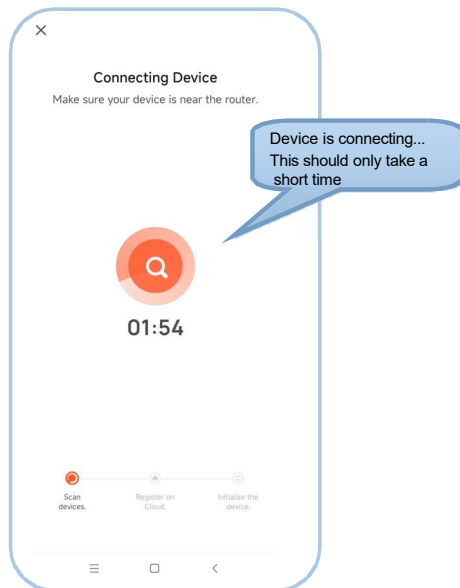 Connecting Device
Make sure your device is near the router.
Device is connecting...
This should only take a
short time
01:54
Scan
devices.
Register on
Cloud.
Initialize the
device.